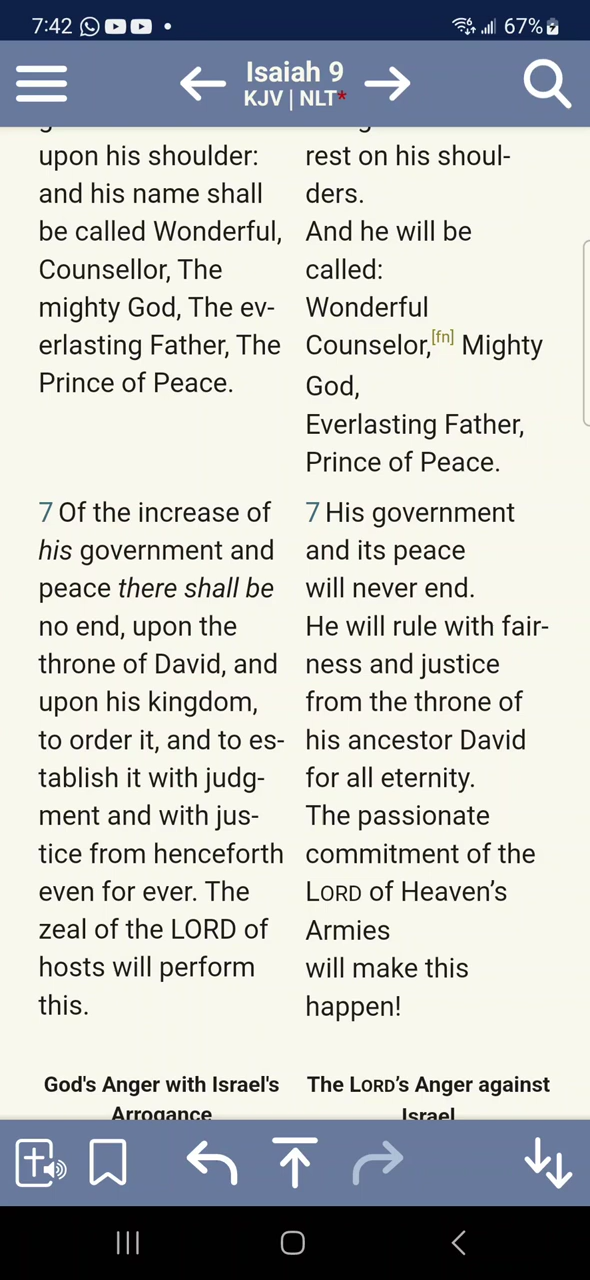 7:42
67%
Isaiah 9
KJV | NLT*
upon his shoulder:
and his name shall
be called Wonderful,
Counsellor, The
mighty God, The ev-
erlasting Father, The
Prince of Peace.
7 Of the increase of
his government and
peace there shall be
no end, upon the
throne of David, and
upon his kingdom,
to order it, and to es-
tablish it with judg-
ment and with jus-
tice from henceforth
even for ever. The
zeal of the LORD of
hosts will perform
this.
God's Anger with Israel's
Arrogance
rest on his shoul-
ders.
And he will be
called:
Wonderful
Counselor,[fn] Mighty
God,
Everlasting Father,
Prince of Peace.
7 His government
and its peace
will never end.
He will rule with fair-
ness and justice
from the throne of
his ancestor David
for all eternity.
The passionate
commitment of the
LORD of Heaven’s
Armies
will make this
happen!
The LORD’s Anger against
Israel